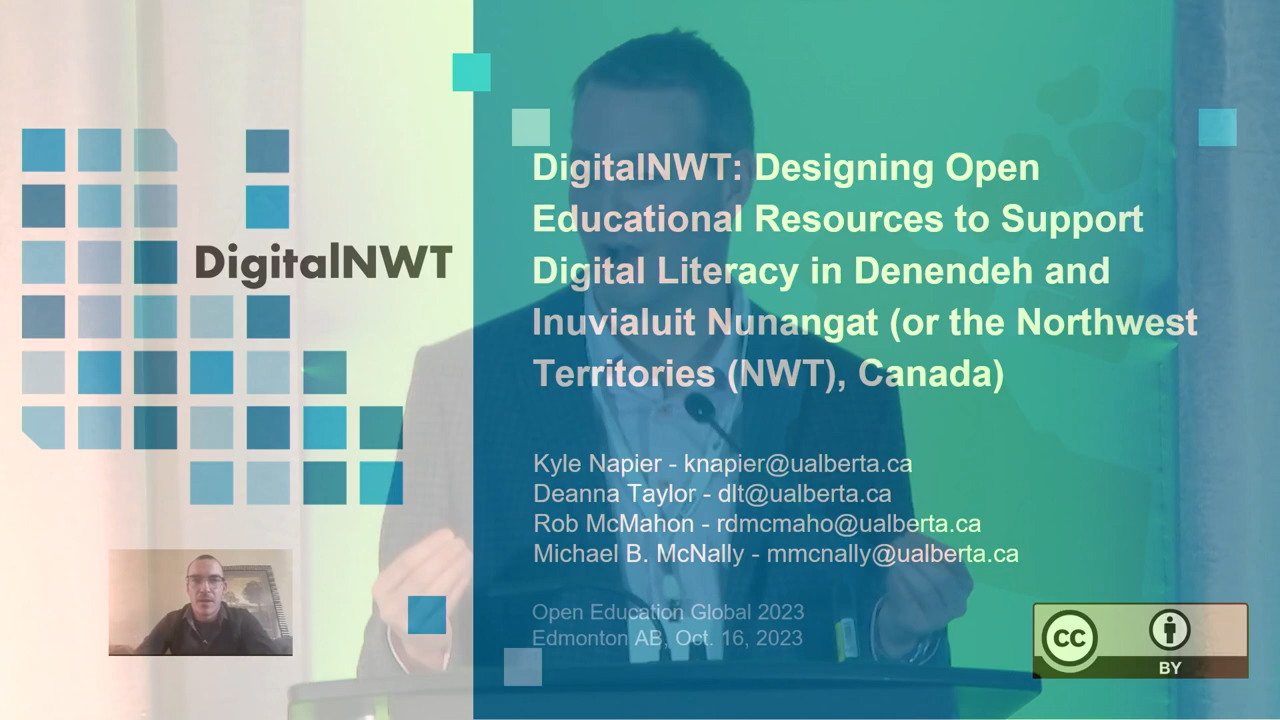 DigitalNWT
DigitalNWT: Designing Open
Educational Resources to Support
Digital Literacy in Denendeh and
Inuvialuit Nunangat (or the Northwest
Territories (NWT), Canada)
Kyle Napier - knapier@ualberta.ca
Deanna Taylor - dlt@ualberta.ca
Rob McMahon - rdmcmaho@ualberta.ca
Michael B. McNally - mmcnally@ualberta.ca
Open Education Global 2023
Edmonton AB, Oct. 16, 2023
cc
BY